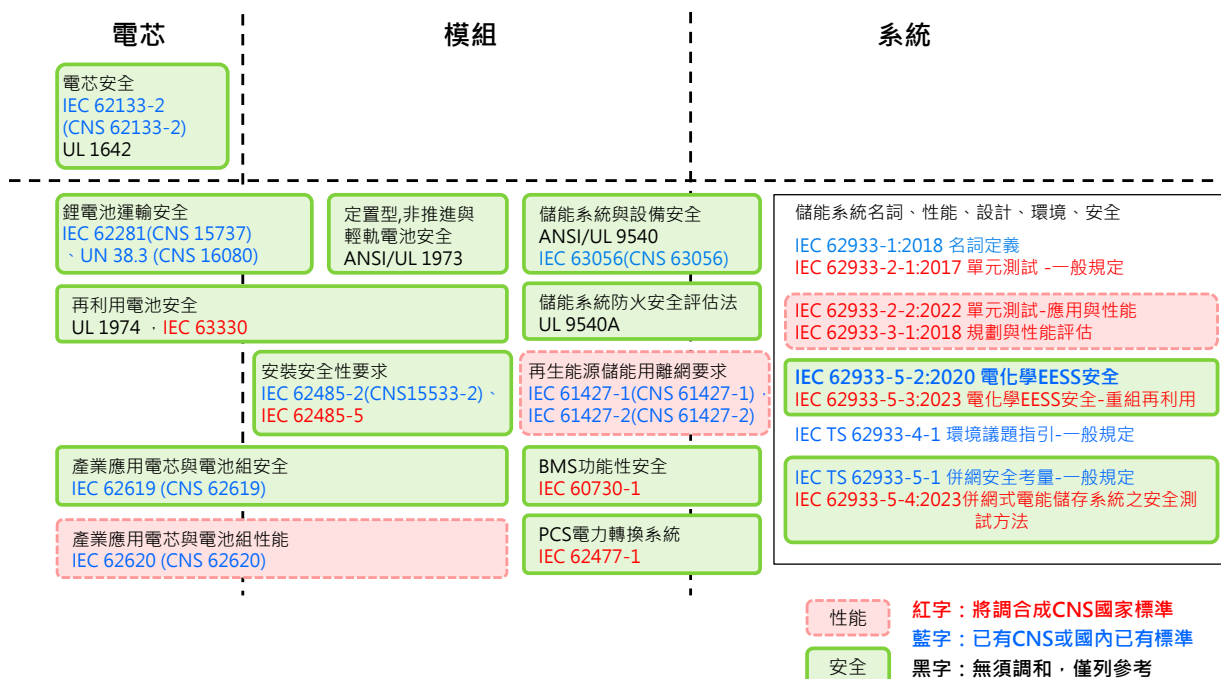 電芯
模組
系統
電芯安全
IEC 62133-2
(CNS 62133-2)
UL 1642
鋰電池運輸安全
IEC 62281(CNS 15737)
、UN 38.3 (CNS 16080)
定置型,非推進與
輕軌電池安全
ANSI/UL 1973
儲能系統與設備安全
ANSI/UL 9540
IEC 63056(CNS 63056)
再利用電池安全
UL 1974 ，IEC 63330
儲能系統防火安全評估法
UL 9540A
安裝安全性要求
IEC 62485-2(CNS15533-2)、
IEC 62485-5
再生能源儲能用離網要求
IEC 61427-1(CNS 61427-1)，
IEC 61427-2(CNS 61427-2)
產業應用電芯與電池組安全
IEC 62619 (CNS 62619)
BMS功能性安全
IEC 60730-1
產業應用電芯與電池組性能
IEC 62620 (CNS 62620)
PCS電力轉換系統
IEC 62477-1
儲能系統名詞、性能、設計、環境、安全
IEC 62933-1:2018 名詞定義
IEC 62933-2-1:2017 單元測試 -一般規定
IEC 62933-2-2:2022 單元測試-應用與性能
IEC 62933-3-1:2018 規劃與性能評估
IEC 62933-5-2:2020 電化學EESS安全
IEC 62933-5-3:2023 電化學EESS安全-重組再利用
IEC TS 62933-4-1 環境議題指引-一般規定
IEC TS 62933-5-1 併網安全考量-一般規定
IEC 62933-5-4:2023併網式電能儲存系統之安全測
試方法
性能
安全
紅字：將調合成CNS國家標準
藍字：已有CNS或國內已有標準
黑字：無須調和，僅列參考